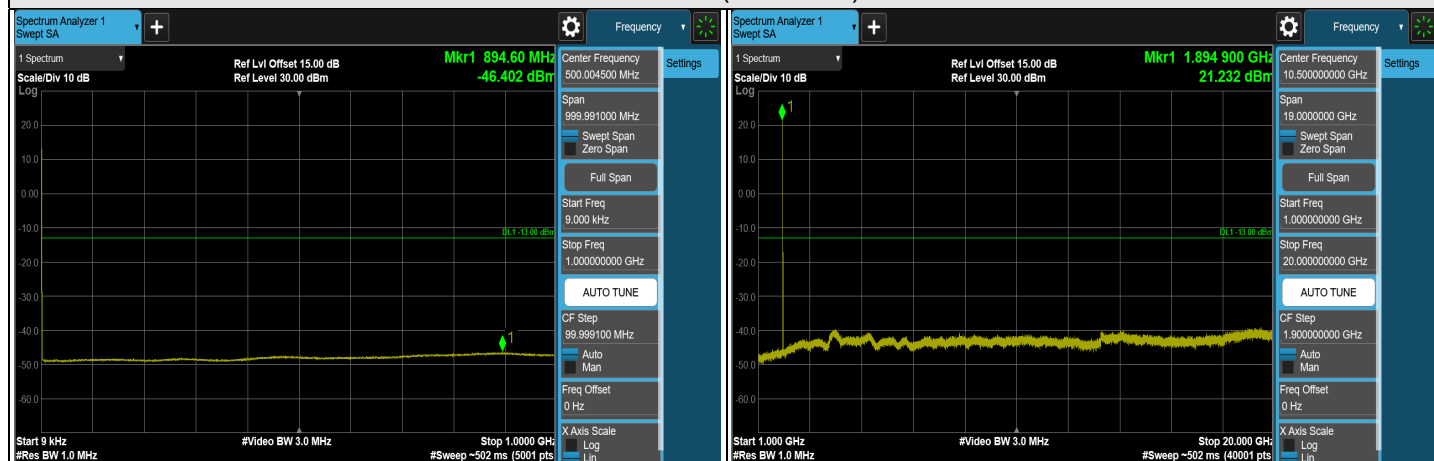 Spectrum Analyzer 1
Swept SA
+
Frequency
1 Spectrum
Scale/Div 10 dB
Log
Ref Lvl Offset 15.00 dB
Ref Level 30.00 dBm
Mkr1 894.60 MHz
-46.402 dBm
1
20.0
10.0
0.00
-10.0
-20.0
-30.0
-40.0
-50.0
-60.0
DL1 -13.00 dBm
Start 9 kHz
#Res BW 1.0 MHz
#Video BW 3.0 MHz
Stop 1.0000 GHz
#Sweep ~502 ms (5001 pts
Center Frequency
500.004500 MHz
Settings
Span
999.991000 MHz
Swept Span
Zero Span
Full Span
Start Freq
9.000 kHz
Stop Freq
1.000000000 GHz
AUTO TUNE
CF Step
99.999100 MHz
Auto
Man
Freq Offset
0 Hz
X Axis Scale
Log
Lin
Spectrum Analyzer 1
Swept SA
+
Frequency
1 Spectrum
Scale/Div 10 dB
Log
Ref Lvl Offset 15.00 dB
Ref Level 30.00 dBm
Mkr1 1.894 900 GHz
21.232 dBm
1
20.0
10.0
0.00
-10.0
-20.0
-30.0
-40.0
-50.0
-60.0
DL1 -13.00 dBm
Start 1.000 GHz
#Res BW 1.0 MHz
#Video BW 3.0 MHz
Stop 20.000 GHz
#Sweep ~502 ms (40001 pts
Center Frequency
10.500000000 GHz
Settings
Span
19.0000000 GHz
Swept Span
Zero Span
Full Span
Start Freq
1.000000000 GHz
Stop Freq
20.000000000 GHz
AUTO TUNE
CF Step
1.900000000 GHz
Auto
Man
Freq Offset
0 Hz
X Axis Scale
Log
Lin